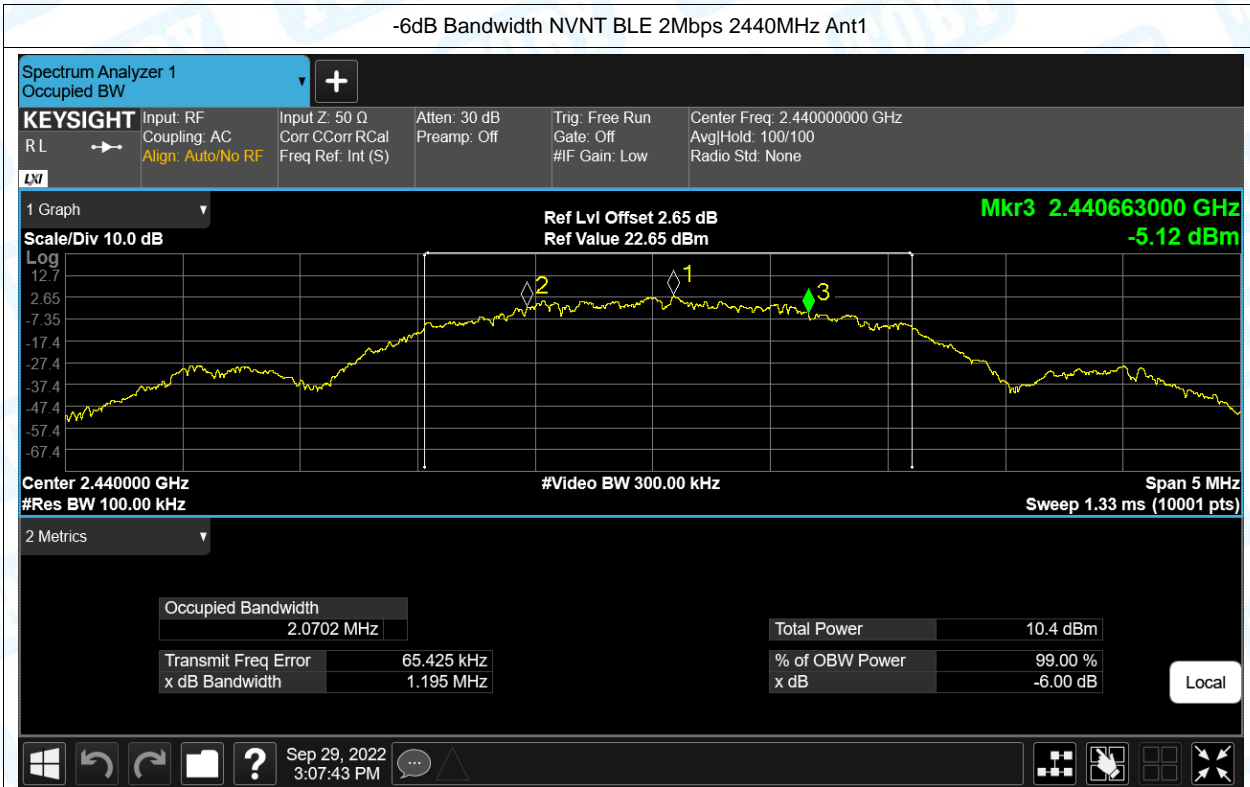 -6dB Bandwidth NVNT BLE 2Mbps 2440MHz Ant1
Spectrum Analyzer 1
Occupied BW
KEYSIGHT
R L
LXI
Input: RF
Coupling: AC
Align: Auto/No RF
Input Z: 50 Ω
Corr CCorr RCal
Freq Ref: Int (S)
Atten: 30 dB
Preamp: Off
Trig: Free Run
Gate: Off
#IF Gain: Low
Center Freq: 2.440000000 GHz
Avg|Hold: 100/100
Radio Std: None
1 Graph
Scale/Div 10.0 dB
Ref Lvl Offset 2.65 dB
Ref Value 22.65 dBm
Mkr3 2.440663000 GHz
-5.12 dBm
Log
12.7
2.65
-7.35
-17.4
-27.4
-37.4
-47.4
-57.4
-67.4
2
1
3
Center 2.440000 GHz
#Res BW 100.00 kHz
#Video BW 300.00 kHz
Span 5 MHz
Sweep 1.33 ms (10001 pts)
2 Metrics
Occupied Bandwidth
2.0702 MHz
Transmit Freq Error 65.425 kHz
x dB Bandwidth 1.195 MHz
Total Power 10.4 dBm
% of OBW Power 99.00 %
x dB -6.00 dB
Local
?
Sep 29, 2022
3:07:43 PM